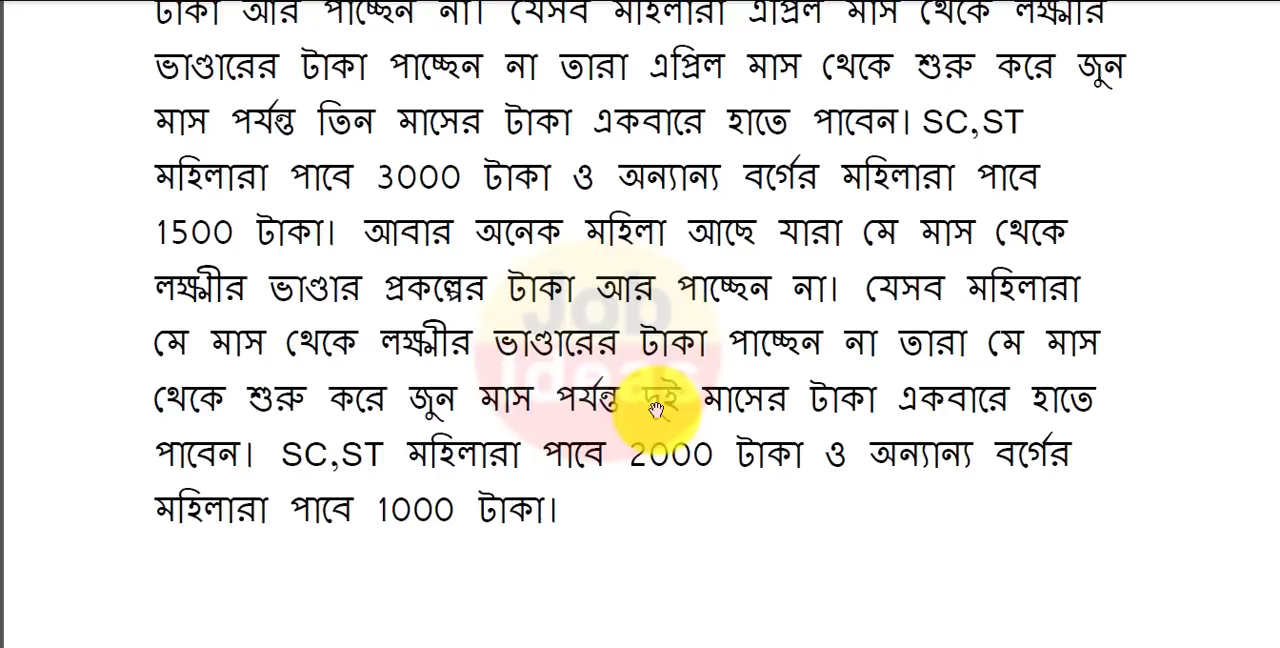 টাকা আর পাচ্ছেন না। যেসব মহিলারা এপ্রিল মাস থেকে লক্ষ্মীর
ভাণ্ডারের টাকা পাচ্ছেন না তারা এপ্রিল মাস থেকে শুরু করে জুন
মাস পর্যন্ত তিন মাসের টাকা একবারে হাতে পাবেন। SC,ST
মহিলারা পাবে 3000 টাকা ও অন্যান্য বর্গের মহিলারা পাবে
1500 টাকা। আবার অনেক মহিলা আছে যারা মে মাস থেকে
লক্ষ্মীর ভাণ্ডার প্রকল্পের টাকা আর পাচ্ছেন না। যেসব মহিলারা
মে মাস থেকে লক্ষ্মীর ভাণ্ডারের টাকা পাচ্ছেন না তারা মে মাস
থেকে শুরু করে জুন মাস পর্যন্ত দুই মাসের টাকা একবারে হাতে
পাবেন। SC,ST মহিলারা পাবে 2000 টাকা ও অন্যান্য বর্গের
মহিলারা পাবে 1000 টাকা।
Job
Ideas